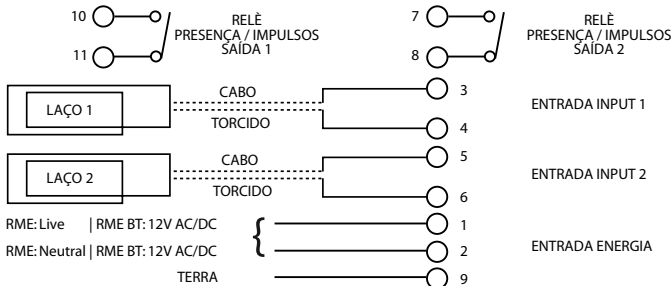 10
RELÈ
PRESENÇA / IMPULSOS
SAÍDA 1
11
7
RELÈ
PRESENÇA / IMPULSOS
SAÍDA 2
8
LAÇO 1
CABO
TORCIDO
3
ENTRADA INPUT 1
4
LAÇO 2
CABO
TORCIDO
5
ENTRADA INPUT 2
6
RME: Live | RME BT: 12V AC/DC
1
RME: Neutral | RME BT: 12V AC/DC
2
ENTRADA ENERGIA
TERRA
9